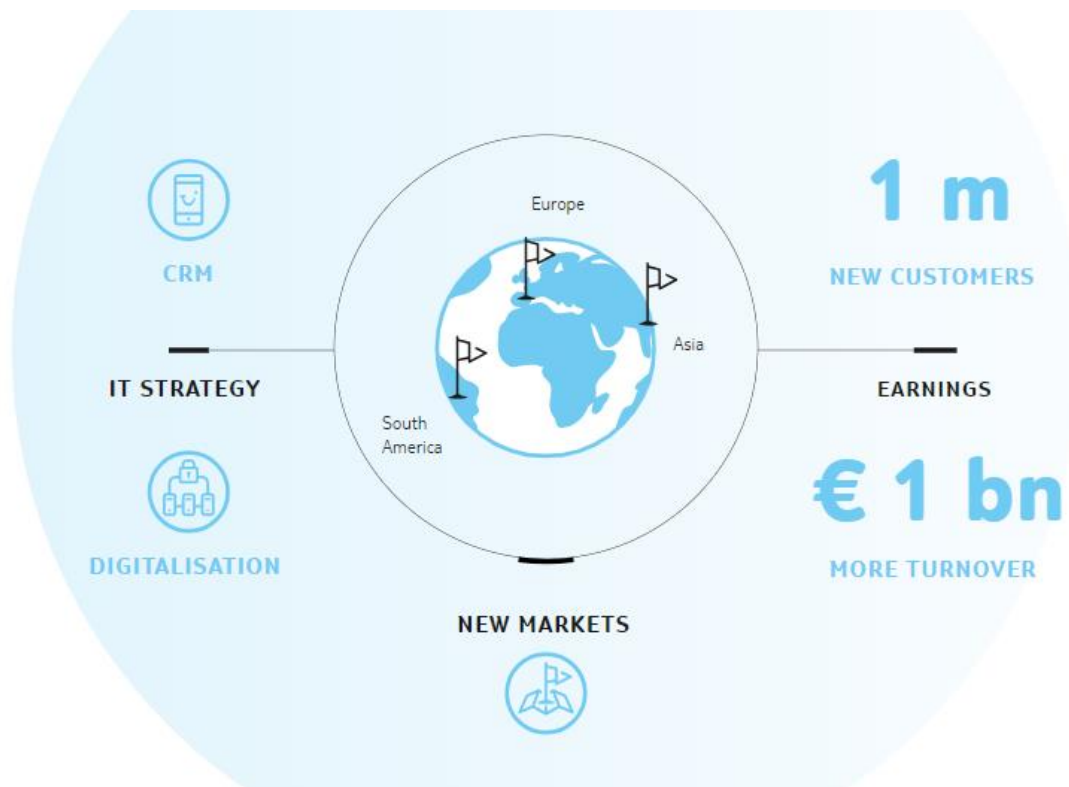 Europe
Asia
South
America
CRM
IT STRATEGY
DIGITALISATION
1 m
NEW CUSTOMERS
EARNINGS
€ 1 bn
MORE TURNOVER
NEW MARKETS